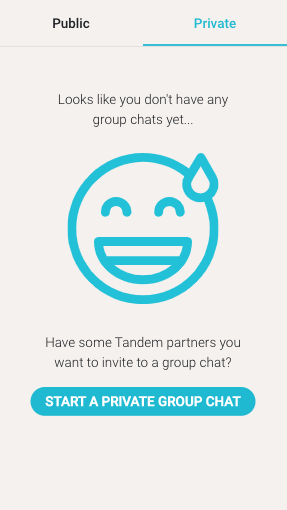 Public
Private
Looks like you don't have any
group chats yet...
Have some Tandem partners you
want to invite to a group chat?
START A PRIVATE GROUP CHAT